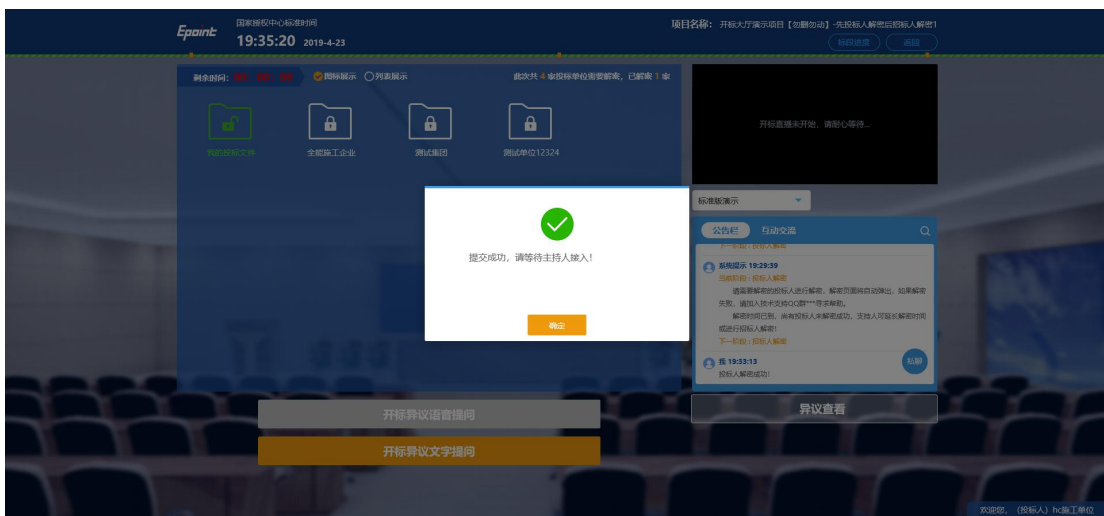 Epoint
国家授权中心标准时间
19:35:20 2019-4-23
项目名称： 开标大厅演示项目【勿删勿动】-先投标人解密后招标人解密1
标段进度
返回
剩余时间：
图标展示 列表展示
此次共 4 家投标单位需要解密，已解密 1 家
我的投标文件
全能施工企业
测试集团
测试单位12324
开标直播未开始，请耐心等待...
标准版演示
公告栏 互动交流
下一阶段：投标人解密
系统提示 19:29:39
当前阶段：投标人解密
请需要解密的投标人进行解密，解密页面将自动弹出，如果解密
失败，请加入技术支持QQ群***寻求帮助。
解密时间已到，尚有投标人未解密成功，支持人可延长解密时间
或进行招标人解密！
下一阶段：招标人解密
我 19:33:13
投标人解密成功！
私聊
提交成功，请等待主持人接入！
确定
开标异议语音提问
异议查看
开标异议文字提问
欢迎您，（投标人）hc施工单位